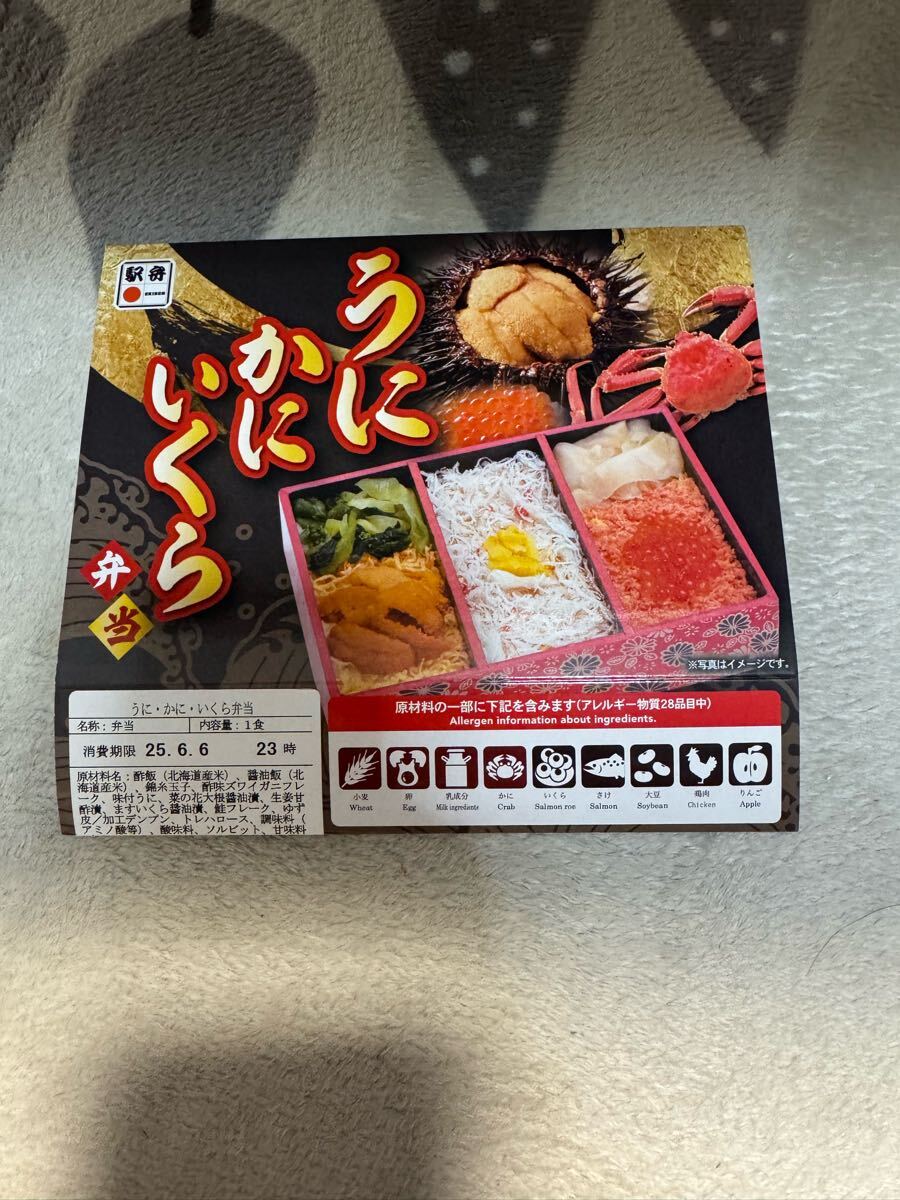 駅弁
うに
かに
いくら
弁当
※写真はイメージです。
うに・かに・いくら弁当
名称:弁当
内容量:1食
消費期限 25.6.6 23時
原材料名:酢飯(北海道産米)、醤油飯(北
海道産米)、錦糸玉子、酢味ズワイガニフレ
ーク、味付うに、菜の花大根醤油漬、生姜甘
酢漬、ますいくら醤油漬、鮭フレーク、ゆず
皮/加工デンプン、トレハロース、調味料(
アミノ酸等)、酸味料、ソルビット、甘味料
原材料の一部に下記を含みます(アレルギー物質28品目中)
Allergen information about ingredients.
小麦 卵 乳成分 かに いくら さけ 大豆 鶏肉 りんご
Wheat Egg Milk ingredients Crab Salmon roe Salmon Soybean Chicken Apple